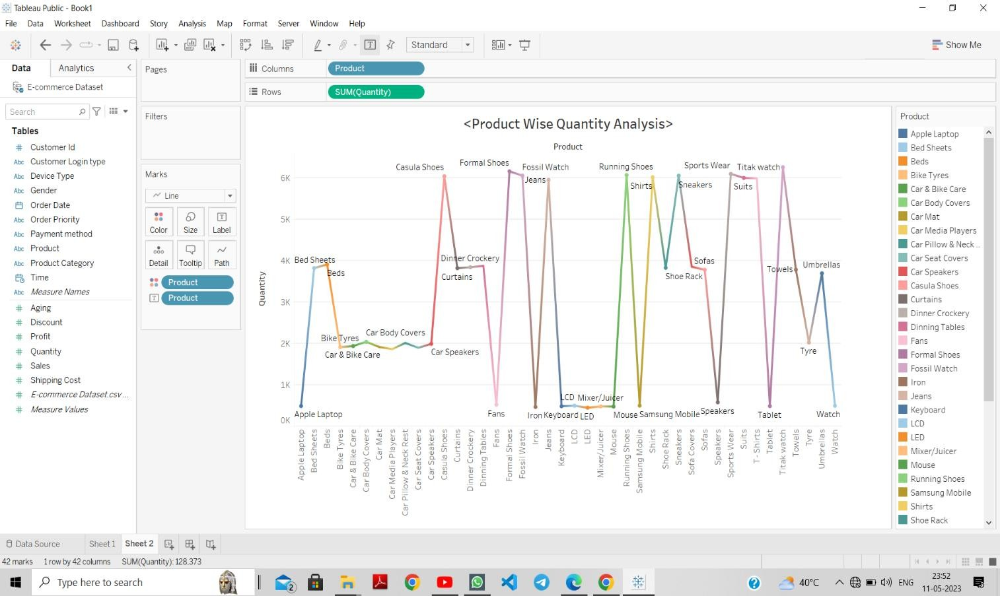 Tableau Public - Book1
File Data Worksheet Dashboard Story Analysis Map Format Server Window Help
Standard
Show Me
Data Analytics
E-commerce Dataset
Search
Tables
Customer Id
Abc Customer Login type
Abc Device Type
Abc Gender
Order Date
Abc Order Priority
Abc Payment method
Abc Product
Abc Product Category
Time
Abc Measure Names
Aging
Discount
Profit
Quantity
Sales
Shipping Cost
E-commerce Dataset.csv ...
Measure Values
Pages
Filters
Marks
Line
Color Size Label
Detail Tooltip Path
Product
Product
Columns Product
Rows SUM(Quantity)
<Product Wise Quantity Analysis>
Product
Quantity
6K
5K
4K
3K
2K
1K
0K
Casula Shoes
Formal Shoes
Fossil Watch
Jeans
Running Shoes
Shirts
Sports Wear
Titak watch
Sneakers
Suits
Bed Sheets
Beds
Dinner Crockery
Curtains
Sofas
Shoe Rack
Towels
Umbrellas
Bike Tyres
Car Body Covers
Car & Bike Care
Car Speakers
Tyre
LCD
Mixer/Juicer
Apple Laptop
Fans
Iron
Keyboard
LED
Mouse
Samsung Mobile
Speakers
Tablet
Watch
Apple Laptop
Bed Sheets
Beds
Bike Tyres
Car & Bike Care
Car Body Covers
Car Mat
Car Media Players
Car Pillow & Neck Rest
Car Seat Covers
Car Speakers
Casula Shoes
Curtains
Dinner Crockery
Dinning Tables
Fans
Formal Shoes
Fossil Watch
Iron
Jeans
Keyboard
LCD
LED
Mixer/Juicer
Mouse
Running Shoes
Samsung Mobile
Shirts
Shoe Rack
Sneakers
Sofa Covers
Sofas
Speakers
Sports Wear
Suits
T - Shirts
Tablet
Titak watch
Towels
Tyre
Umbrellas
Watch
Product
Apple Laptop
Bed Sheets
Beds
Bike Tyres
Car & Bike Care
Car Body Covers
Car Mat
Car Media Players
Car Pillow & Neck ..
Car Seat Covers
Car Speakers
Casula Shoes
Curtains
Dinner Crockery
Dinning Tables
Fans
Formal Shoes
Fossil Watch
Iron
Jeans
Keyboard
LCD
LED
Mixer/Juicer
Mouse
Running Shoes
Samsung Mobile
Shirts
Shoe Rack
Data Source Sheet 1 Sheet 2
42 marks 1 row by 42 columns SUM(Quantity): 128.373
Type here to search
2
40°C
ENG
23:52
11-05-2023